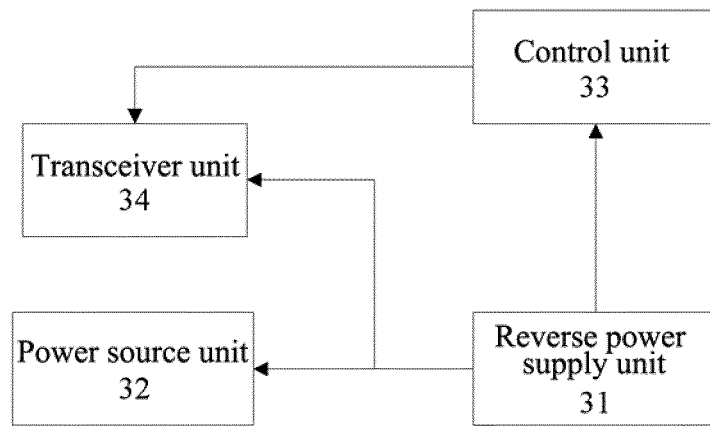 Control unit
33
Transceiver unit
34
Power source unit
32
Reverse power
supply unit
31